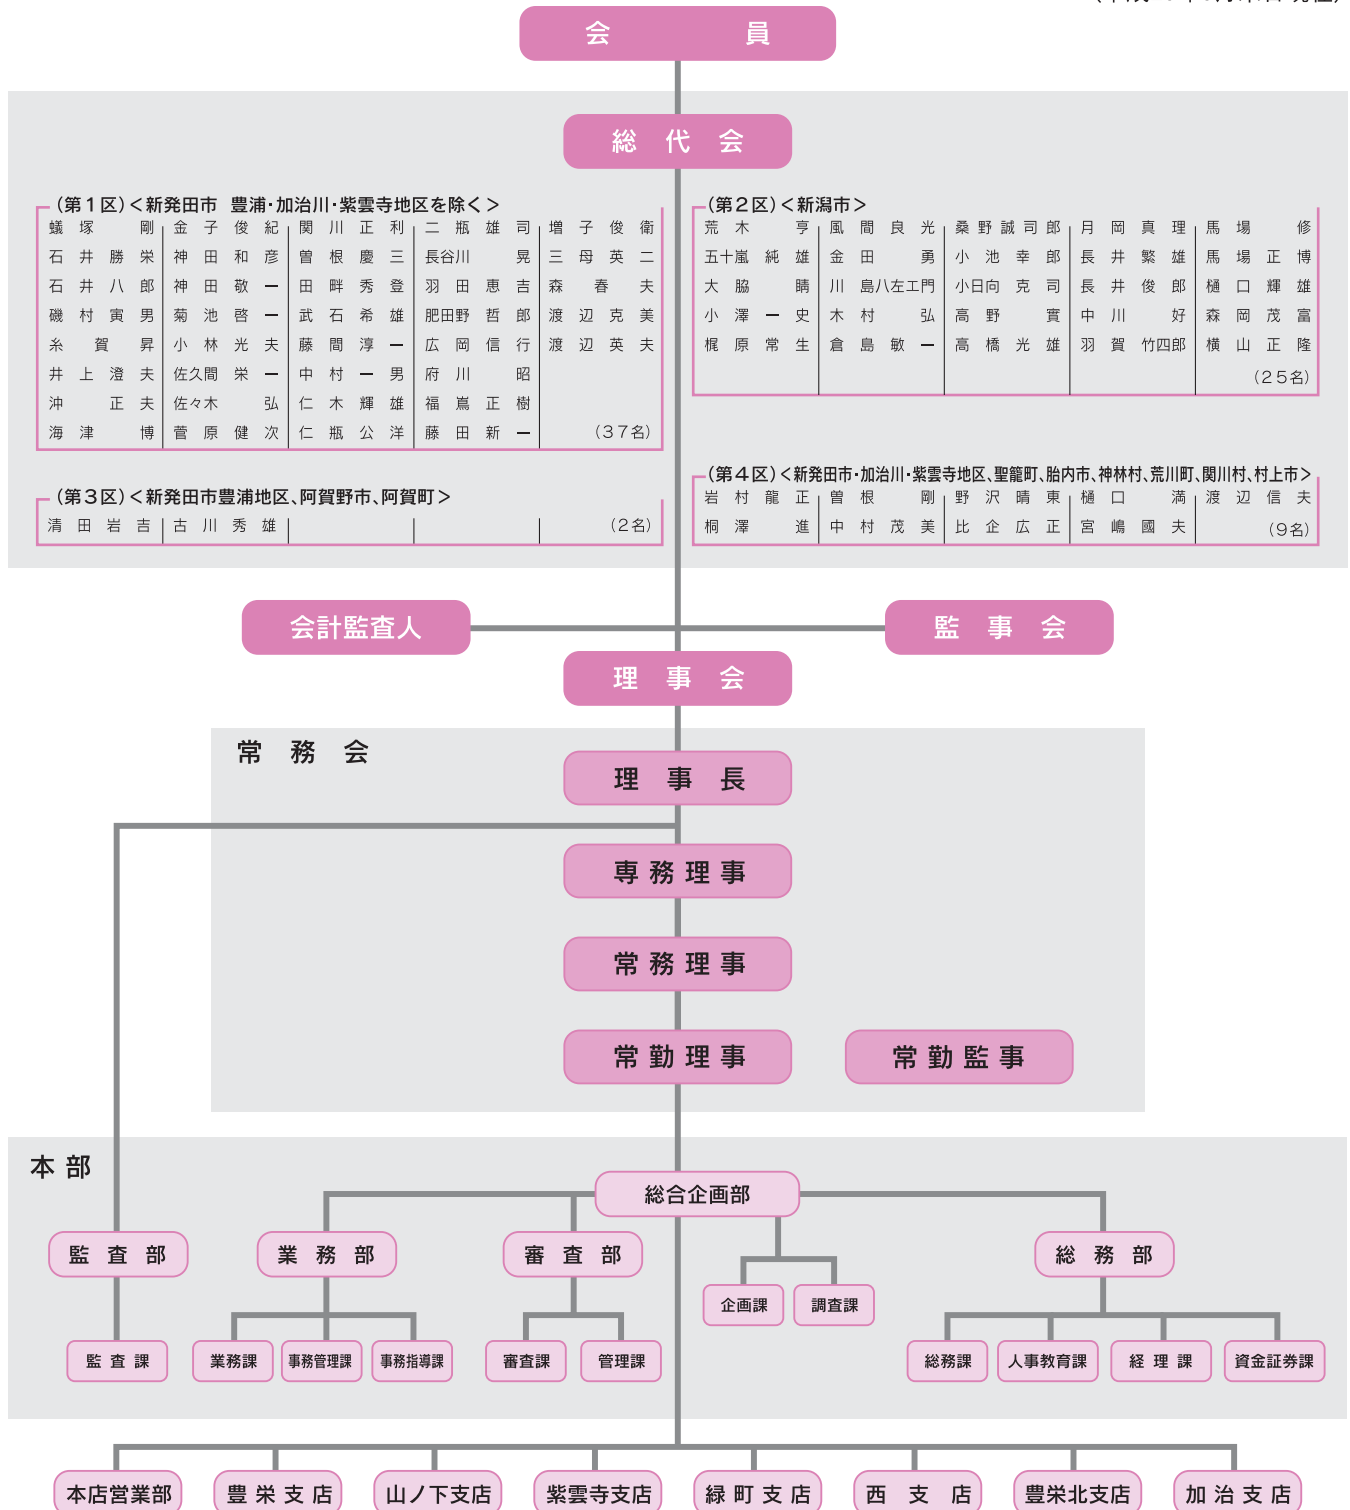 会員
総代会
(第1区)<新発田市 豊浦・加治川・紫雲寺地区を除く>
蟻塚剛 金子俊紀 関川正利 二瓶雄司 増子俊衛
石井勝栄 神田和彦 曽根慶三 長谷川晃 三母英二
石井八郎 神田敬一 田畔秀登 羽田恵吉 森春夫
磯村寅男 菊池啓一 武石希雄 肥田野哲郎 渡辺克美
糸賀昇 小林光夫 藤間淳一 広岡信行 渡辺英夫
井上澄夫 佐久間栄一 中村一男 府川昭
沖正夫 佐々木弘 仁木輝雄 福嶌正樹
海津博 菅原健次 仁瓶公洋 藤田新一 (37名)
(第2区)<新潟市>
荒木亨 風間良光 桑野誠司郎 月岡真理 馬場修
五十嵐純雄 金田勇 小池幸郎 長井繁雄 馬場正博
大脇睛 川島八左エ門 小日向克司 長井俊郎 樋口輝雄
小澤一史 木村弘 高野實 中川好 森岡茂富
梶原常生 倉島敏一 高橋光雄 羽賀竹四郎 横山正隆
(25名)
(第3区)<新発田市豊浦地区、阿賀野市、阿賀町>
清田岩吉 古川秀雄 (2名)
(第4区)<新発田市・加治川・紫雲寺地区、聖籠町、胎内市、神林村、荒川町、関川村、村上市>
岩村龍正 曽根剛 野沢晴東 樋口満 渡辺信夫
桐澤進 中村茂美 比企広正 宮嶋國夫 (9名)
会計監査人
監事会
理事会
常務会
理事長
専務理事
常務理事
常勤理事
常勤監事
本部
総合企画部
監査部
業務部
審査部
総務部
企画課
調査課
監査課
業務課
事務管理課
事務指導課
審査課
管理課
総務課
人事教育課
経理課
資金証券課
本店営業部
豊栄支店
山ノ下支店
紫雲寺支店
緑町支店
西支店
豊栄北支店
加治支店